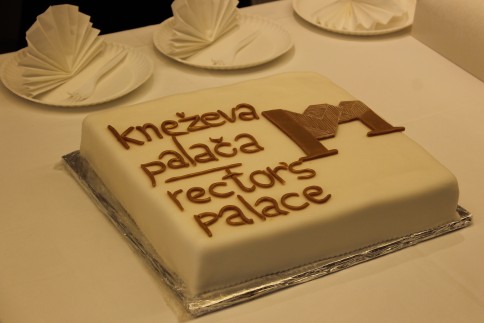 kneževa
palača
rector's
palace
M